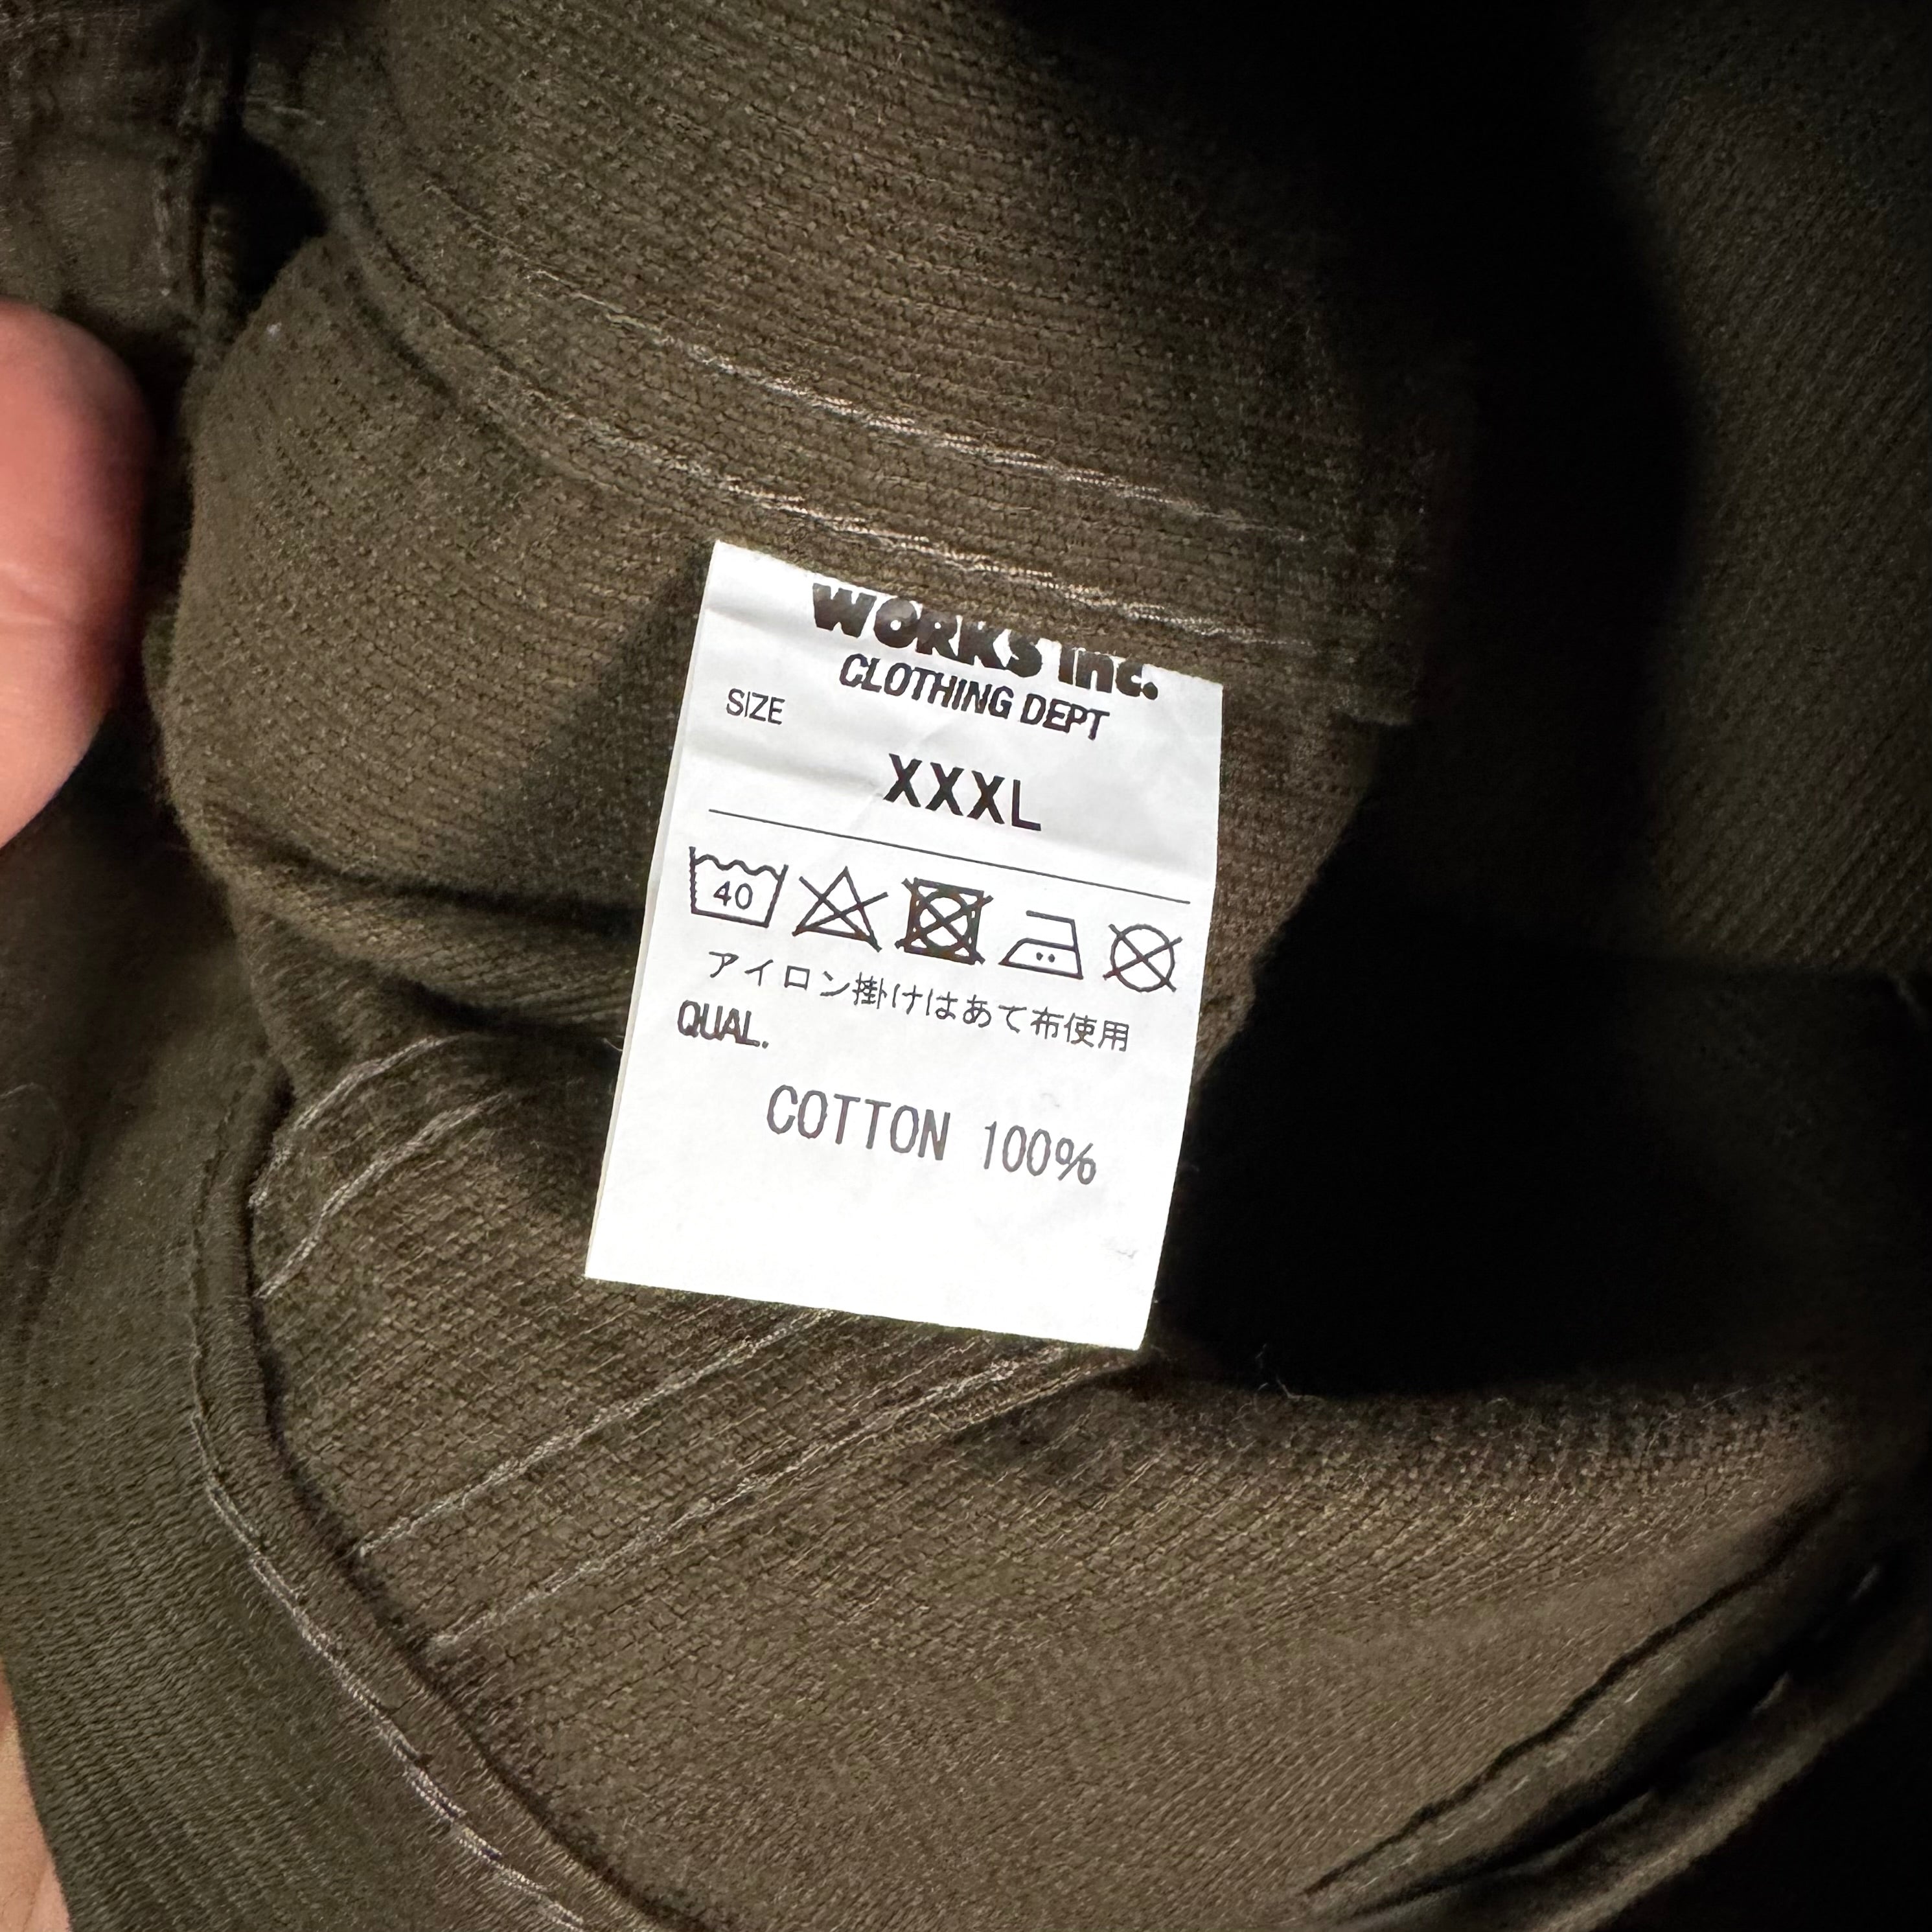 WORKS inc.
CLOTHING DEPT
SIZE
XXXL
40
アイロン掛けはあて布使用
QUAL.
COTTON 100%